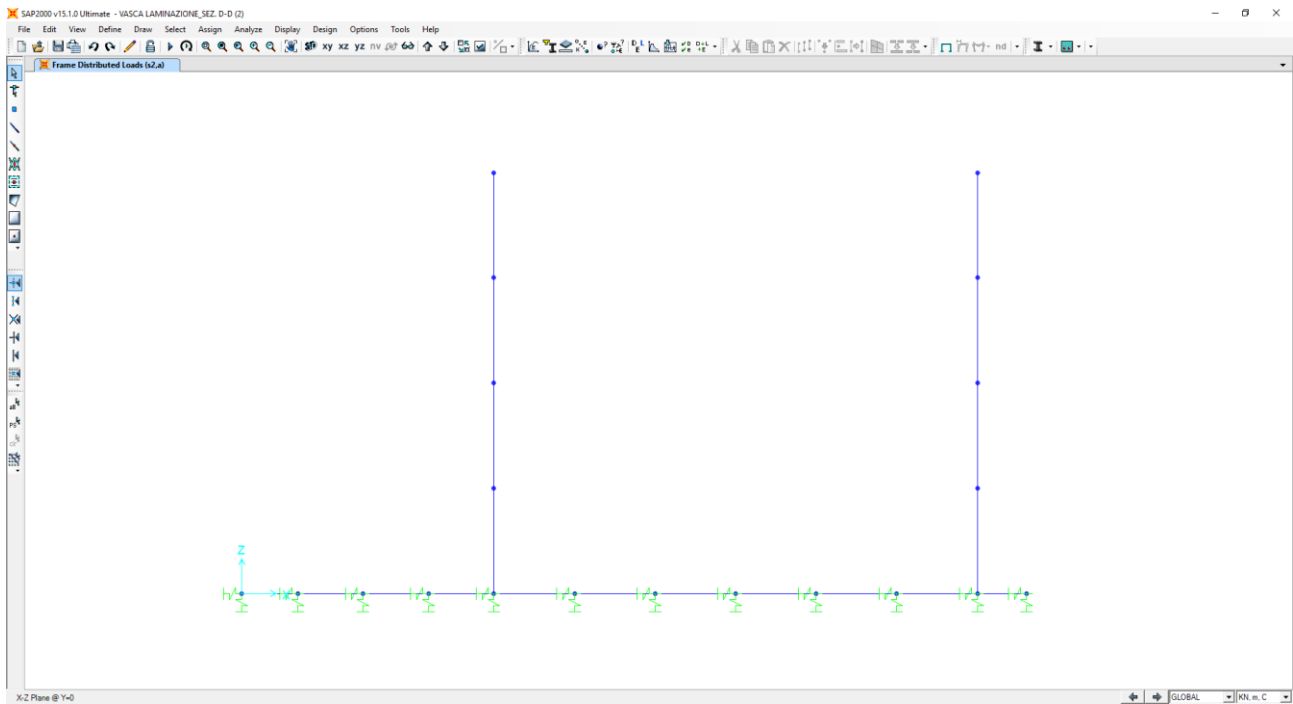 SAP2000 v15.1.0 Ultimate - VASCA LAMINAZIONE_SEZ. D-D (2)
File Edit View Define Draw Select Assign Analyze Display Design Options Tools Help
xy xz yz nv nd
Frame Distributed Loads (s2,a)
Z
X
X-Z Plane @ Y=0 GLOBAL KN, m, C